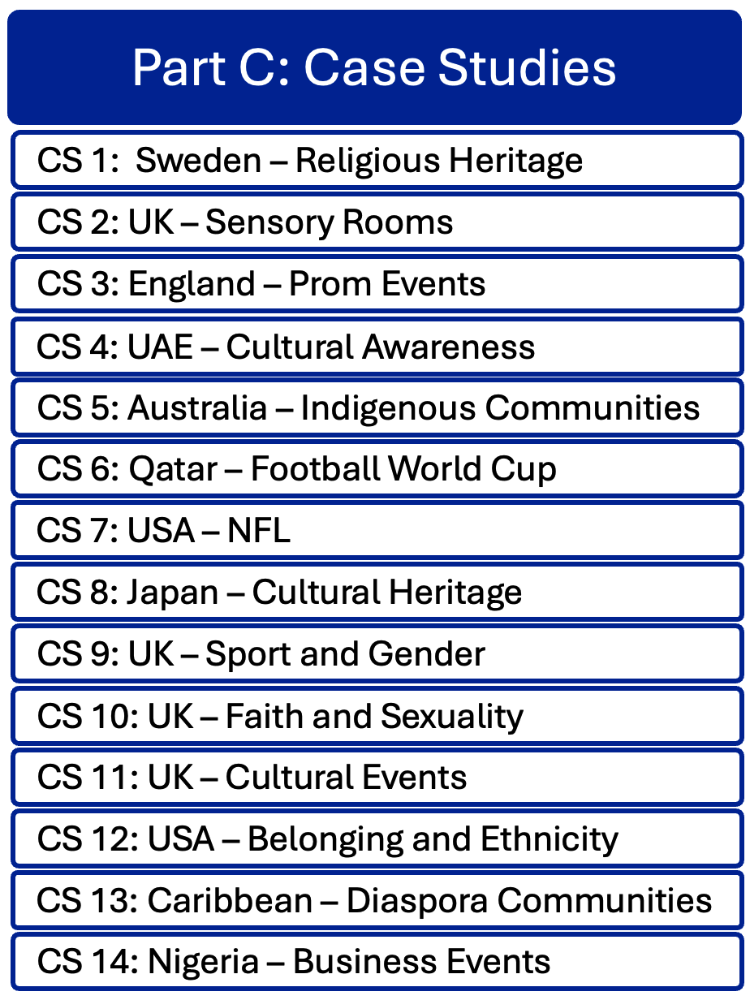 Part C: Case Studies
CS 1:  Sweden – Religious Heritage
CS 2: UK – Sensory Rooms
CS 3: England – Prom Events
CS 4: UAE – Cultural Awareness
CS 5: Australia – Indigenous Communities
CS 6: Qatar – Football World Cup
CS 7: USA – NFL
CS 8: Japan – Cultural Heritage
CS 9: UK – Sport and Gender
CS 10: UK – Faith and Sexuality
CS 11: UK – Cultural Events
CS 12: USA – Belonging and Ethnicity
CS 13: Caribbean – Diaspora Communities
CS 14: Nigeria – Business Events